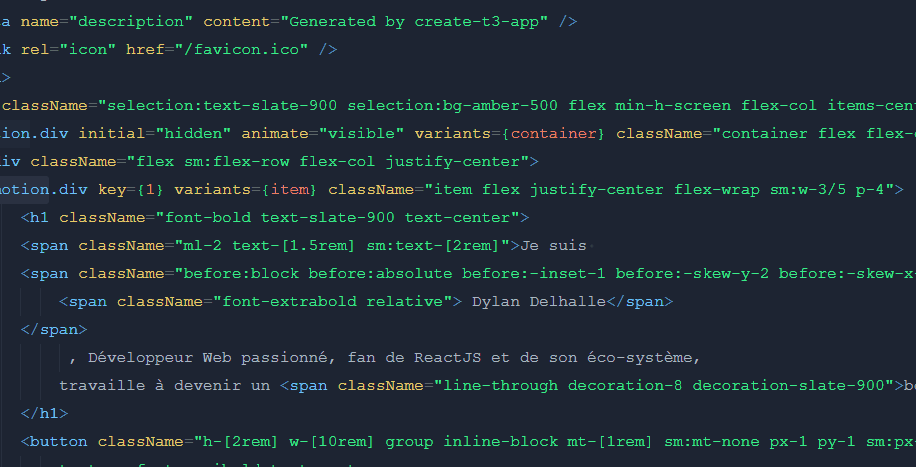 a name="description" content="Generated by create-t3-app" />
k rel="icon" href="/favicon.ico" />
>
className="selection:text-slate-900 selection:bg-amber-500 flex min-h-screen flex-col items-cent
ion.div initial="hidden" animate="visible" variants={container} className="container flex flex-
iv className="flex sm:flex-row flex-col justify-center">
motion.div key={1} variants={item} className="item flex justify-center flex-wrap sm:w-3/5 p-4">
<h1 className="font-bold text-slate-900 text-center">
<span className="ml-2 text-[1.5rem] sm:text-[2rem]">Je suis
<span className="before:block before:absolute before:-inset-1 before:-skew-y-2 before:-skew-x-
<span className="font-extrabold relative"> Dylan Delhalle</span>
</span>
, Développeur Web passionné, fan de ReactJS et de son éco-système,
travaille à devenir un <span className="line-through decoration-8 decoration-slate-900">be
</h1>
<button className="h-[2rem] w-[10rem] group inline-block mt-[1rem] sm:mt-none px-1 py-1 sm:px-